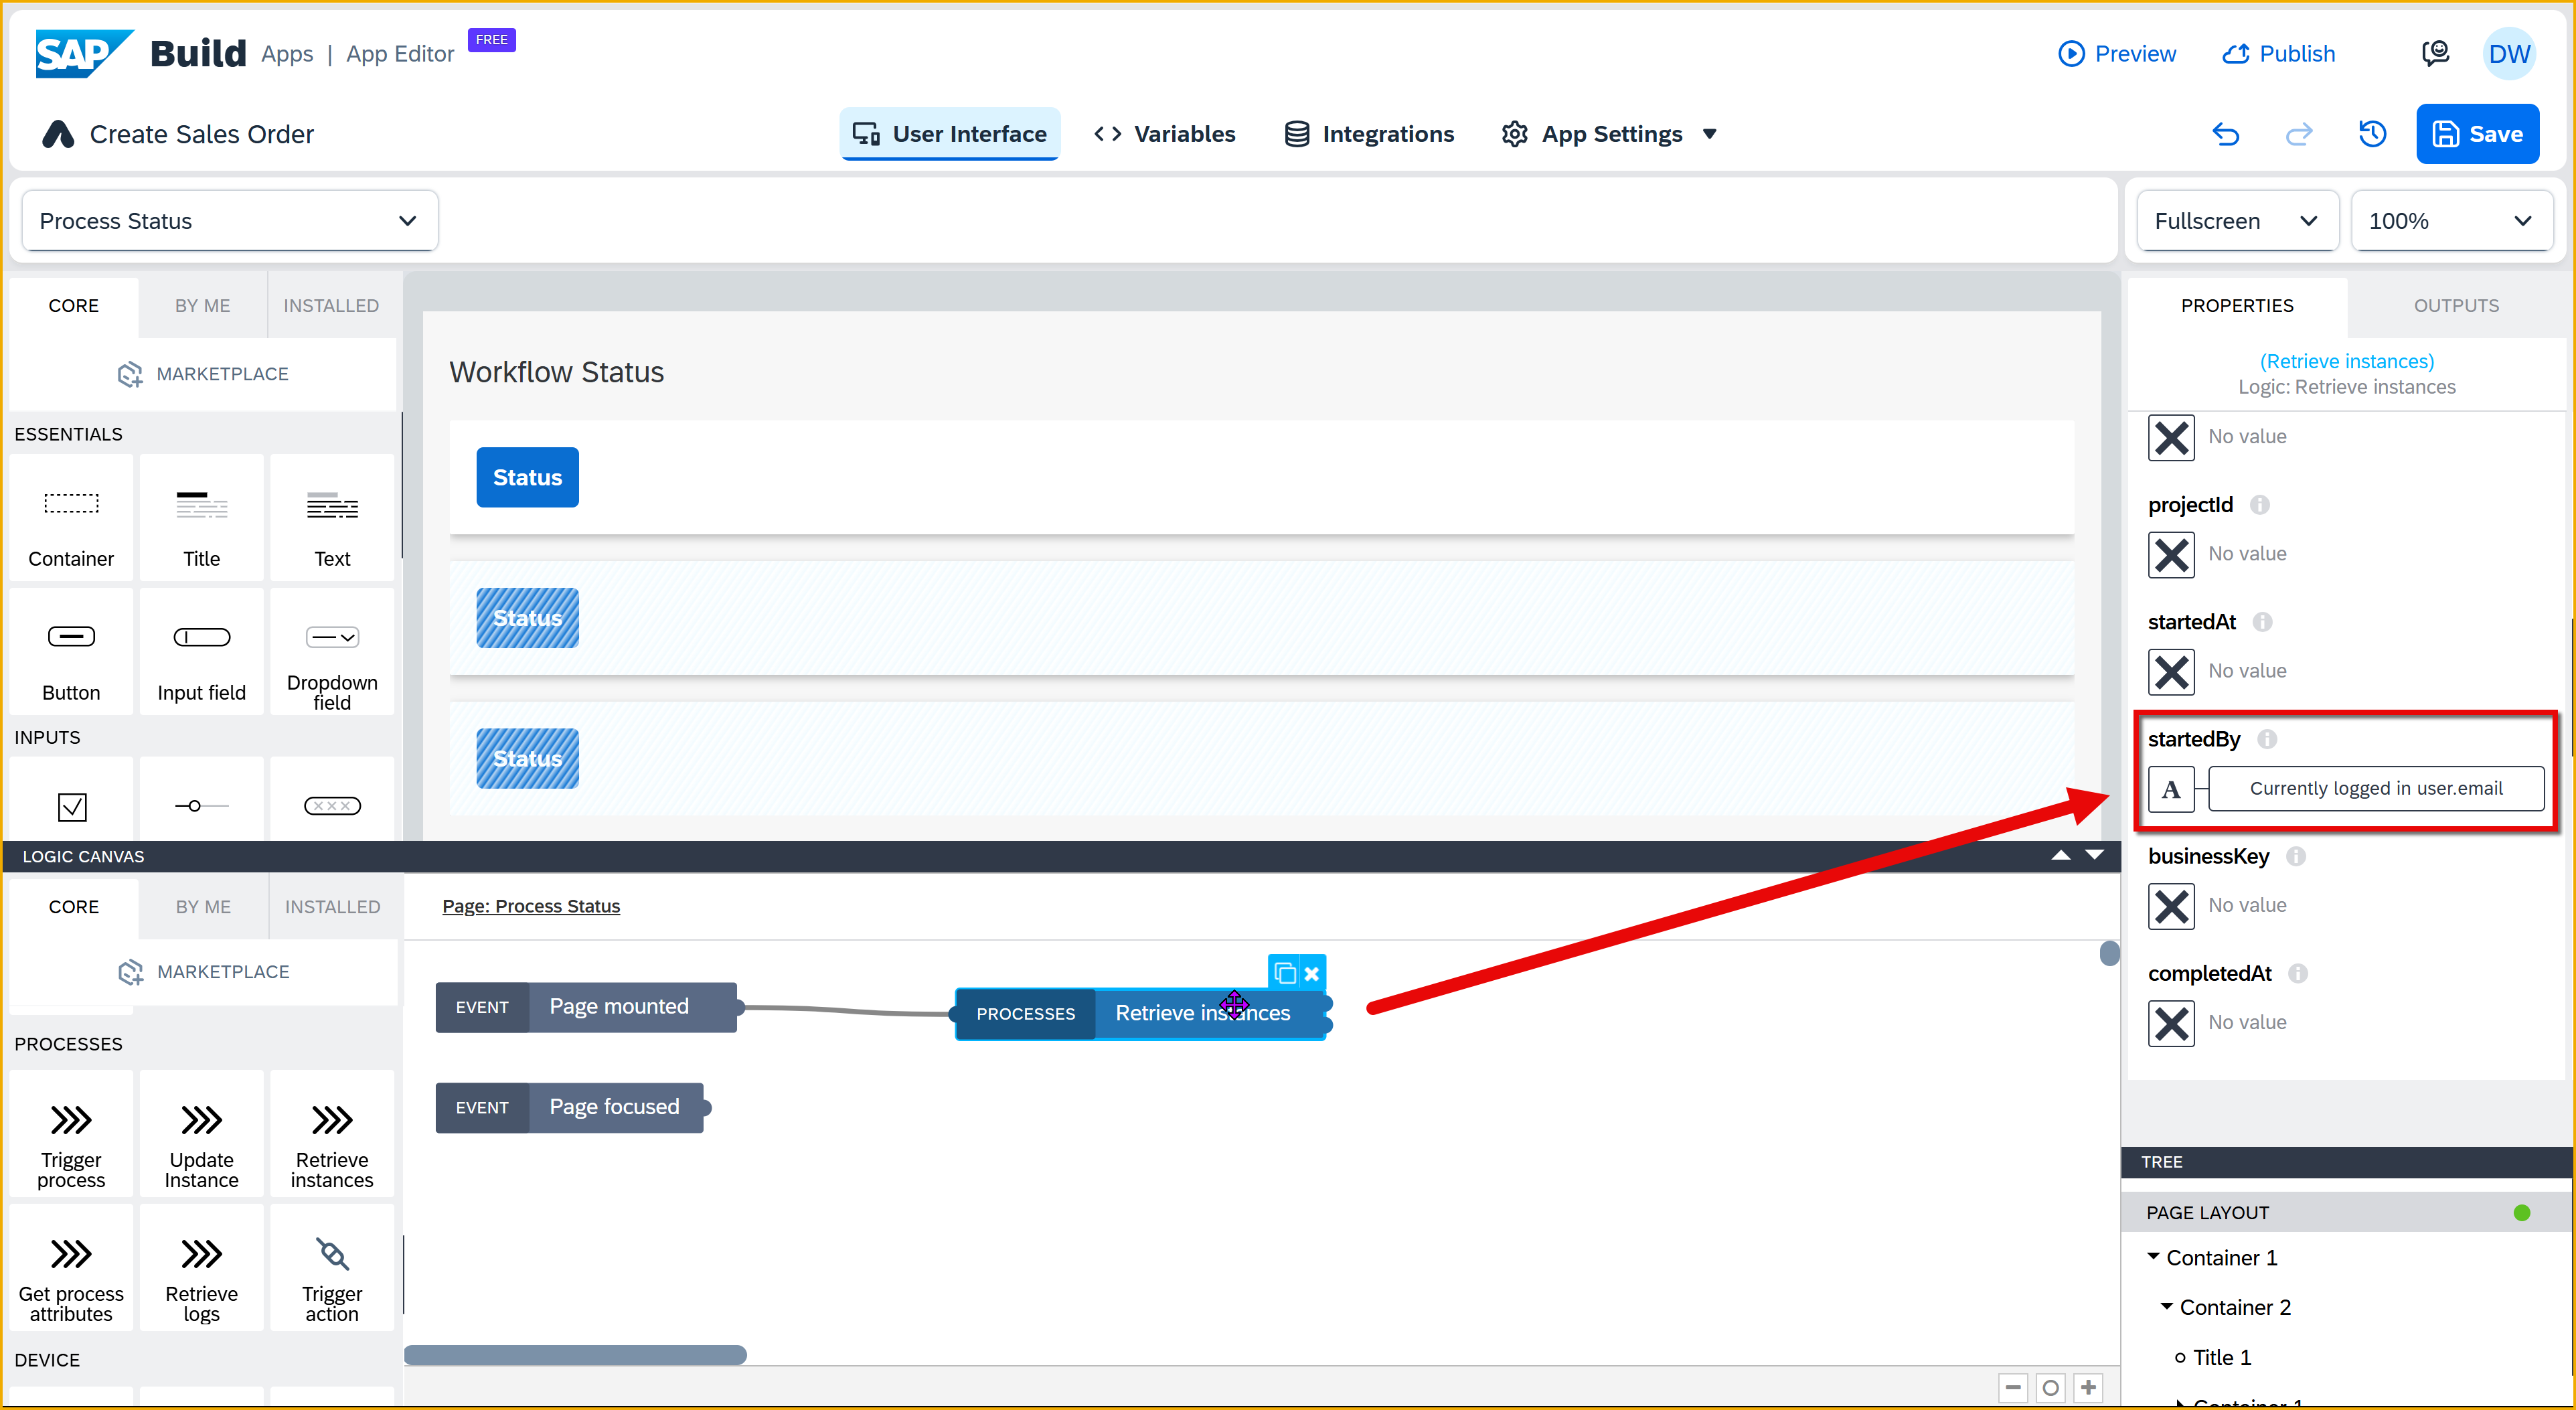 SAP Build Apps | App Editor FREE
Preview
Publish
DW
Create Sales Order
User Interface
Variables
Integrations
App Settings
Save
Process Status
Fullscreen
100%
CORE
BY ME
INSTALLED
MARKETPLACE
ESSENTIALS
Container
Title
Text
Button
Input field
Dropdown
field
INPUTS
Workflow Status
Status
Status
Status
PROPERTIES
OUTPUTS
(Retrieve instances)
Logic: Retrieve instances
No value
projectId
No value
startedAt
No value
startedBy
A
Currently logged in user.email
businessKey
No value
completedAt
No value
LOGIC CANVAS
CORE
BY ME
INSTALLED
MARKETPLACE
PROCESSES
Trigger
process
Update
Instance
Retrieve
instances
Get process
attributes
Retrieve
logs
Trigger
action
DEVICE
Page: Process Status
EVENT Page mounted
PROCESSES Retrieve instances
EVENT Page focused
TREE
PAGE LAYOUT
Container 1
Container 2
Title 1
Container 1